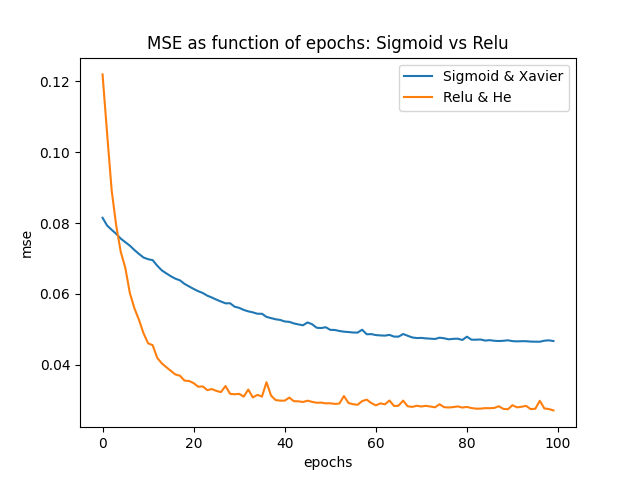 MSE as function of epochs: Sigmoid vs Relu
Sigmoid & Xavier
Relu & He
0.12
0.10
0.08
0.06
0.04
mse
0
20
40
60
80
100
epochs